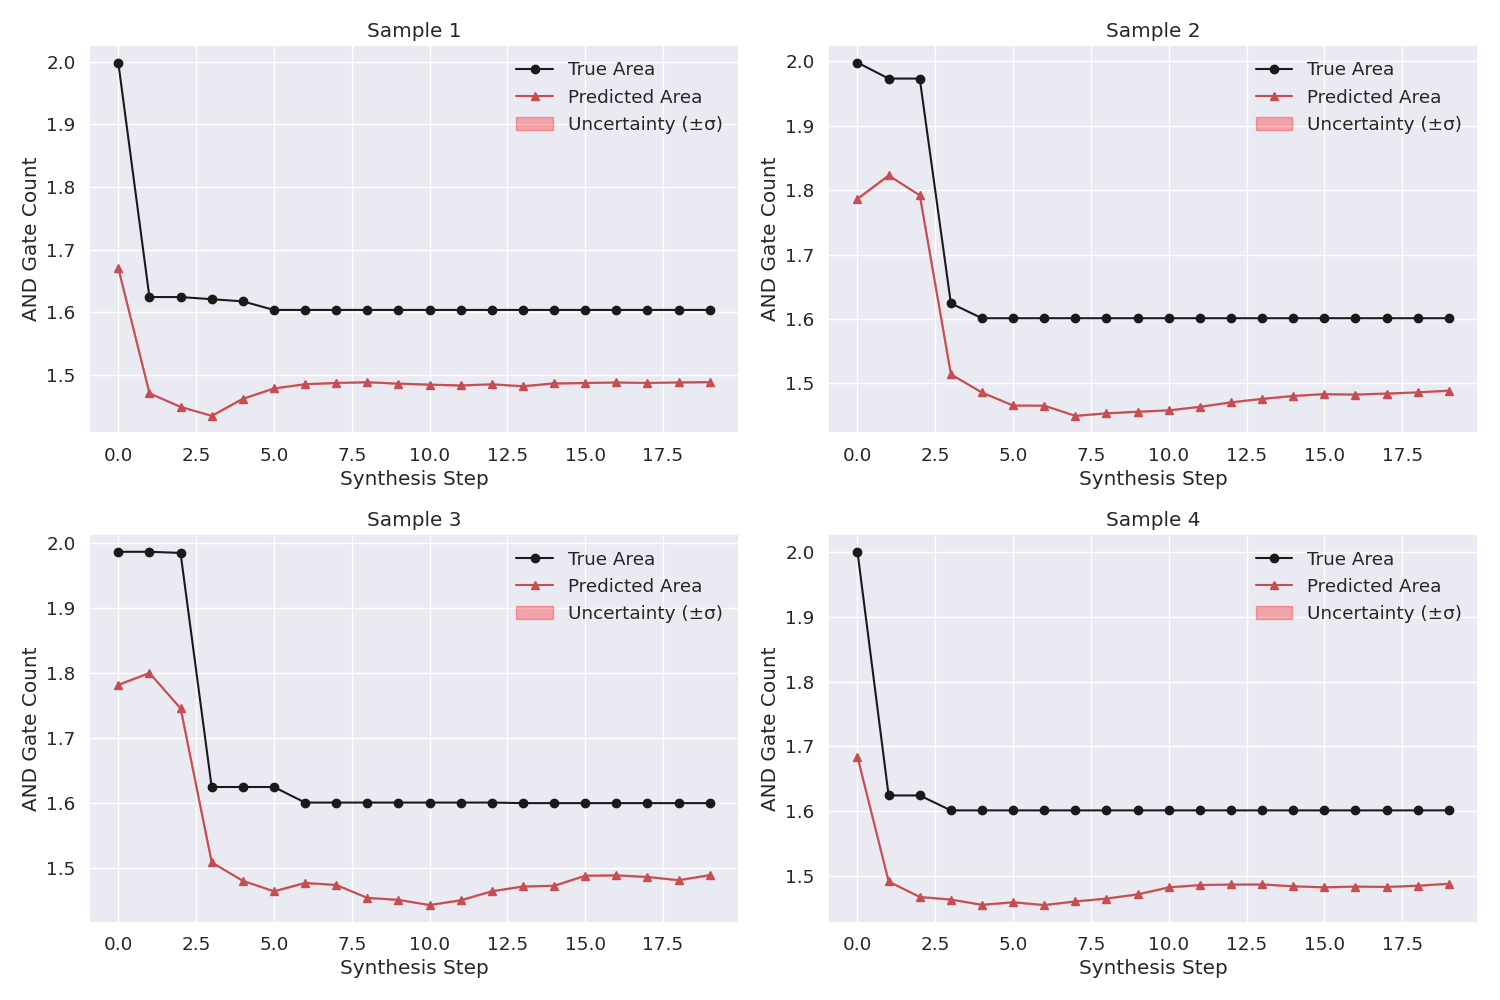 Sample 1
2.0
1.9
1.8
1.7
1.6
1.5
AND Gate Count
True Area
Predicted Area
Uncertainty (±σ)
0.0 2.5 5.0 7.5 10.0 12.5 15.0 17.5
Synthesis Step
Sample 2
2.0
1.9
1.8
1.7
1.6
1.5
AND Gate Count
True Area
Predicted Area
Uncertainty (±σ)
0.0 2.5 5.0 7.5 10.0 12.5 15.0 17.5
Synthesis Step
Sample 3
2.0
1.9
1.8
1.7
1.6
1.5
AND Gate Count
True Area
Predicted Area
Uncertainty (±σ)
0.0 2.5 5.0 7.5 10.0 12.5 15.0 17.5
Synthesis Step
Sample 4
2.0
1.9
1.8
1.7
1.6
1.5
AND Gate Count
True Area
Predicted Area
Uncertainty (±σ)
0.0 2.5 5.0 7.5 10.0 12.5 15.0 17.5
Synthesis Step